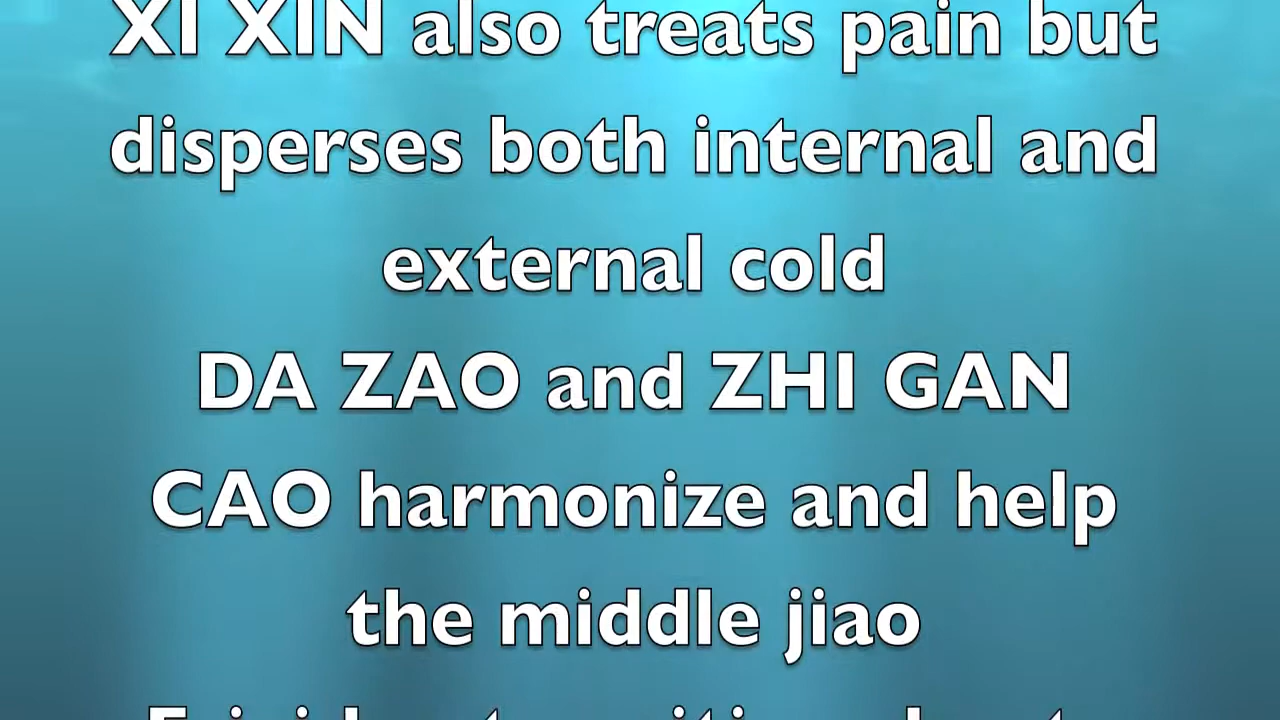 XI XIN also treats pain but
disperses both internal and
external cold
DA ZAO and ZHI GAN
CAO harmonize and help
the middle jiao